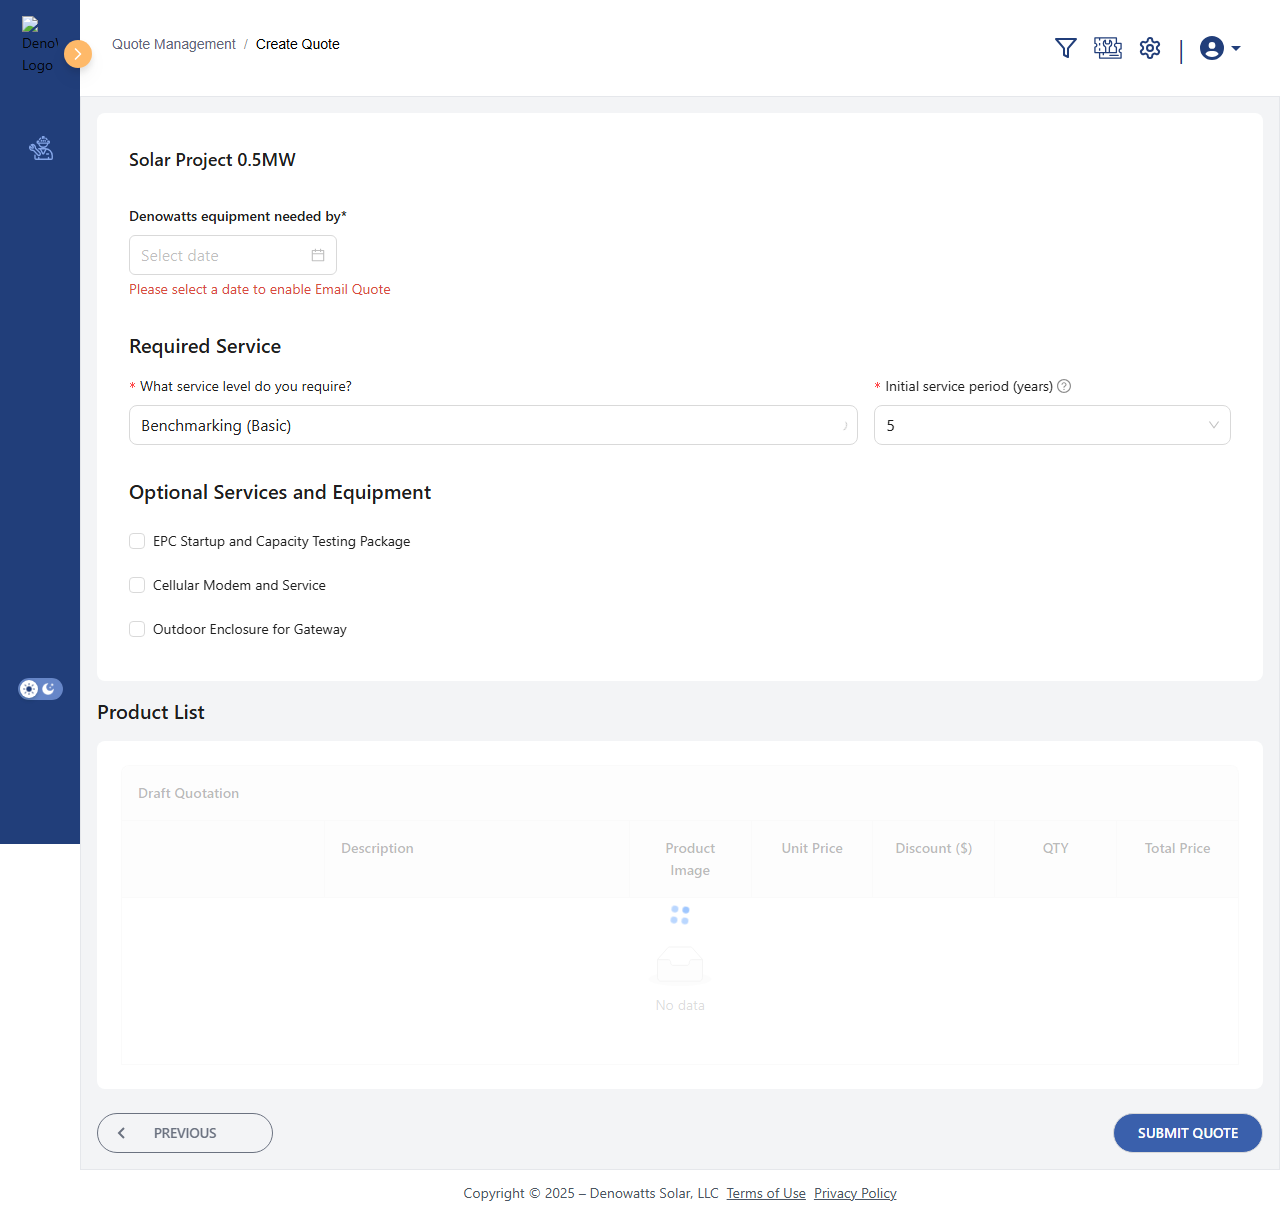 Deno
Logo
Quote Management / Create Quote
Solar Project 0.5MW
Denowatts equipment needed by*
Select date
Please select a date to enable Email Quote
Required Service
* What service level do you require?
* Initial service period (years)
Benchmarking (Basic)
5
Optional Services and Equipment
EPC Startup and Capacity Testing Package
Cellular Modem and Service
Outdoor Enclosure for Gateway
Product List
Draft Quotation
Description
Product
Image
Unit Price
Discount ($)
QTY
Total Price
No data
PREVIOUS
SUBMIT QUOTE
Copyright © 2025 – Denowatts Solar, LLC Terms of Use Privacy Policy